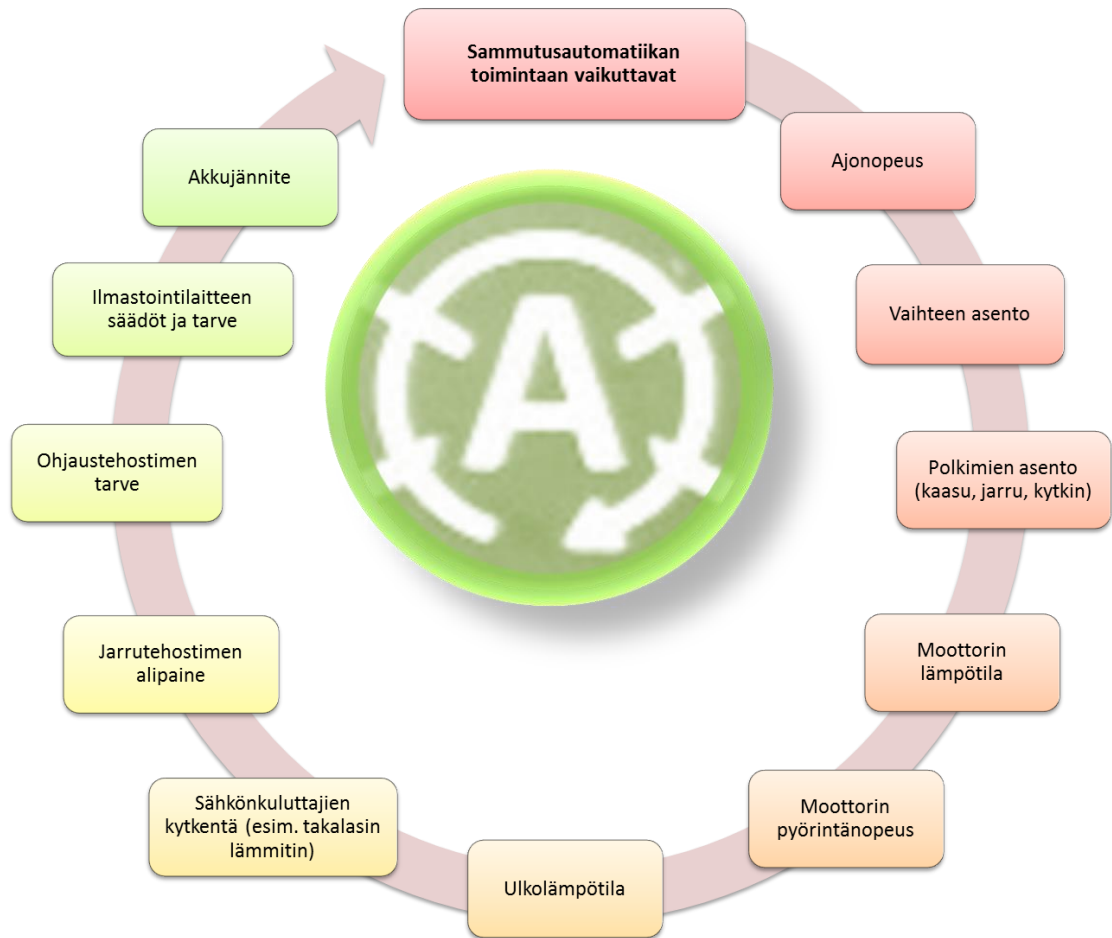 Sammutusautomatiikan
toimintaan vaikuttavat
Ajonopeus
Vaihteen asento
Polkimien asento
(kaasu, jarru, kytkin)
Moottorin
lämpötila
Moottorin
pyörintänopeus
Ulkolämpötila
Sähkönkuluttajien
kytkentä (esim. takalasin
lämmitin)
Jarrutehostimen
alipaine
Ohjaustehostimen
tarve
Ilmastointilaitteen
säädöt ja tarve
Akkujännite
A